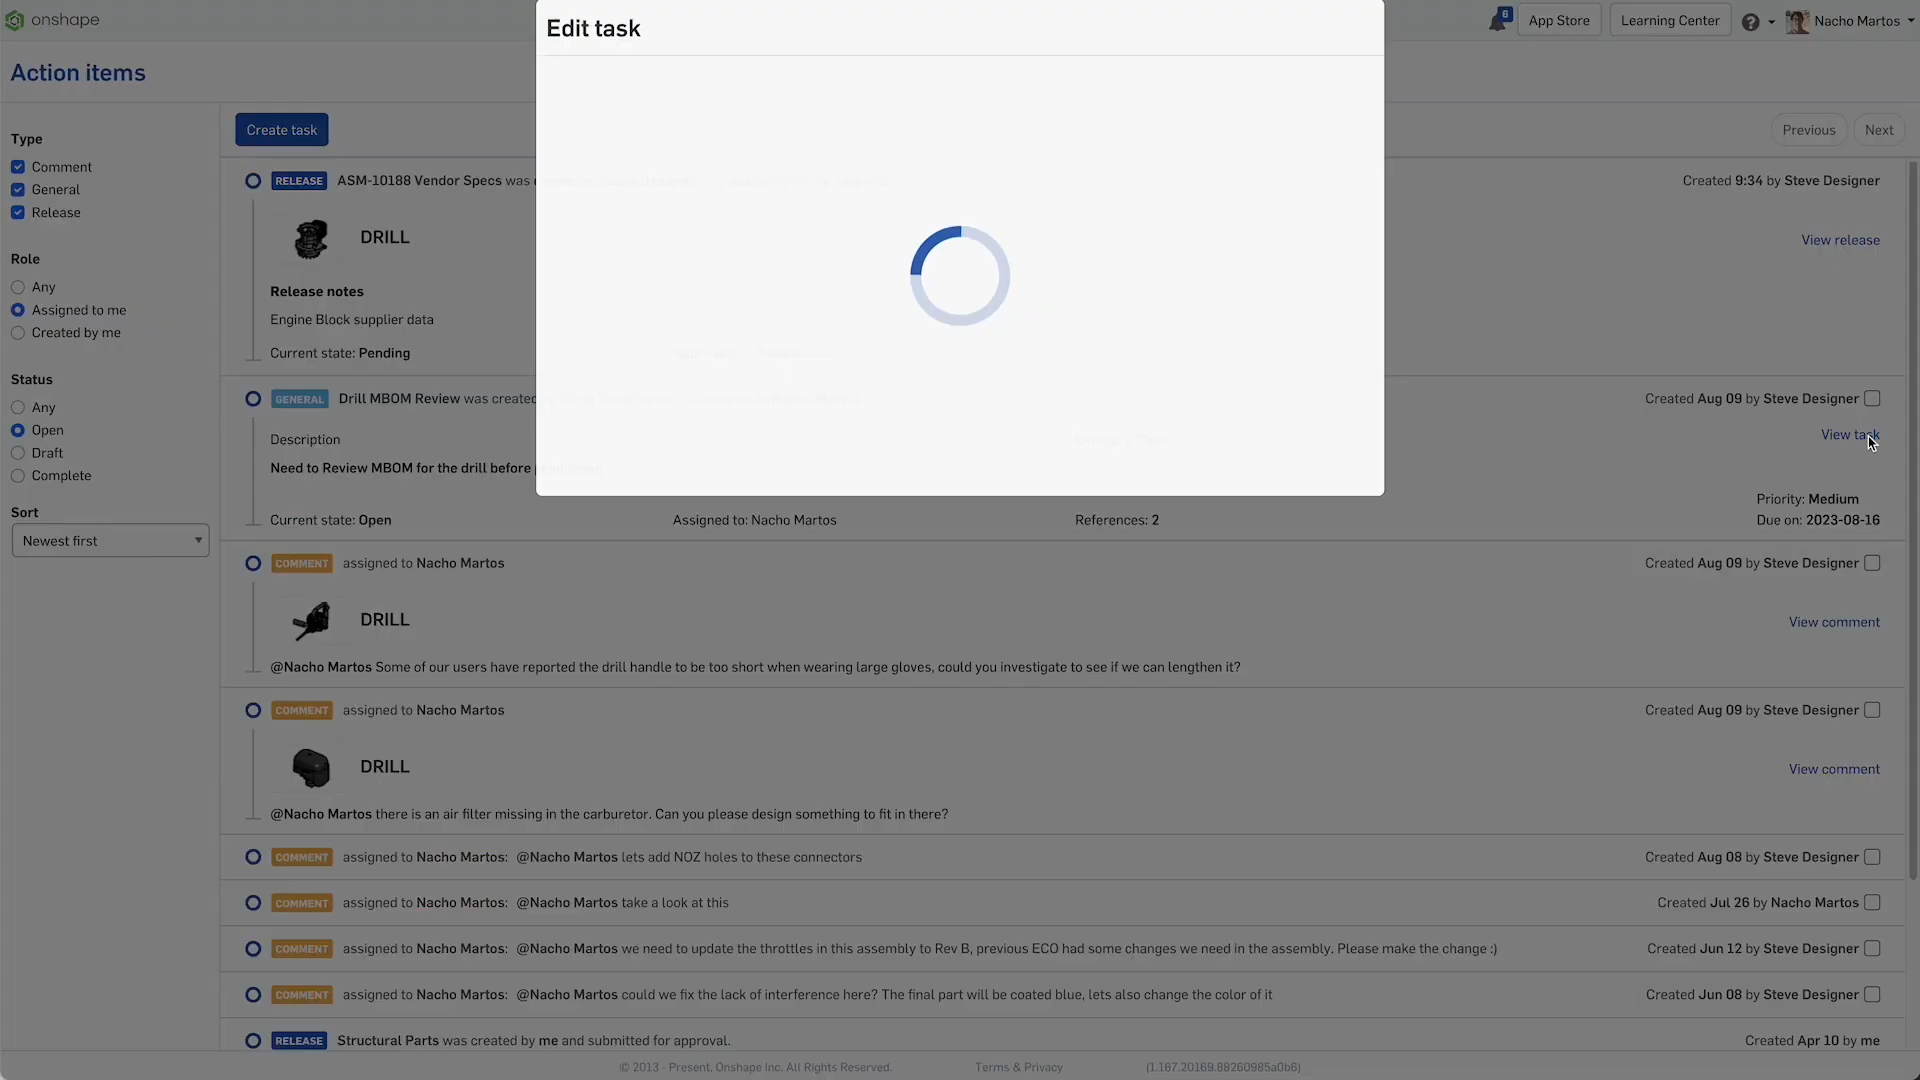 onshape
Edit task
6
App Store
Learning Center
Nacho Martos
Action items
Create task
Previous
Next
Type
Comment
General
Release
Role
Any
Assigned to me
Created by me
Status
Any
Open
Draft
Complete
Sort
Newest first
RELEASE ASM-10188 Vendor Specs was
Created 9:34 by Steve Designer
DRILL
View release
Release notes
Engine Block supplier data
Current state: Pending
GENERAL Drill MBOM Review was created
Created Aug 09 by Steve Designer
Description
View task
Need to Review MBOM for the drill before
Priority: Medium
Current state: Open
Assigned to: Nacho Martos
References: 2
Due on: 2023-08-16
COMMENT assigned to Nacho Martos
Created Aug 09 by Steve Designer
DRILL
View comment
@Nacho Martos Some of our users have reported the drill handle to be too short when wearing large gloves, could you investigate to see if we can lengthen it?
COMMENT assigned to Nacho Martos
Created Aug 09 by Steve Designer
DRILL
View comment
@Nacho Martos there is an air filter missing in the carburetor. Can you please design something to fit in there?
COMMENT assigned to Nacho Martos: @Nacho Martos lets add NOZ holes to these connectors
Created Aug 08 by Steve Designer
COMMENT assigned to Nacho Martos: @Nacho Martos take a look at this
Created Jul 26 by Nacho Martos
COMMENT assigned to Nacho Martos: @Nacho Martos we need to update the throttles in this assembly to Rev B, previous ECO had some changes we need in the assembly. Please make the change :)
Created Jun 12 by Steve Designer
COMMENT assigned to Nacho Martos: @Nacho Martos could we fix the lack of interference here? The final part will be coated blue, lets also change the color of it
Created Jun 08 by Steve Designer
RELEASE Structural Parts was created by me and submitted for approval.
Created Apr 10 by me
© 2013 - Present, Onshape Inc. All Rights Reserved.
Terms & Privacy
(1.167.20169.88260985a0b6)